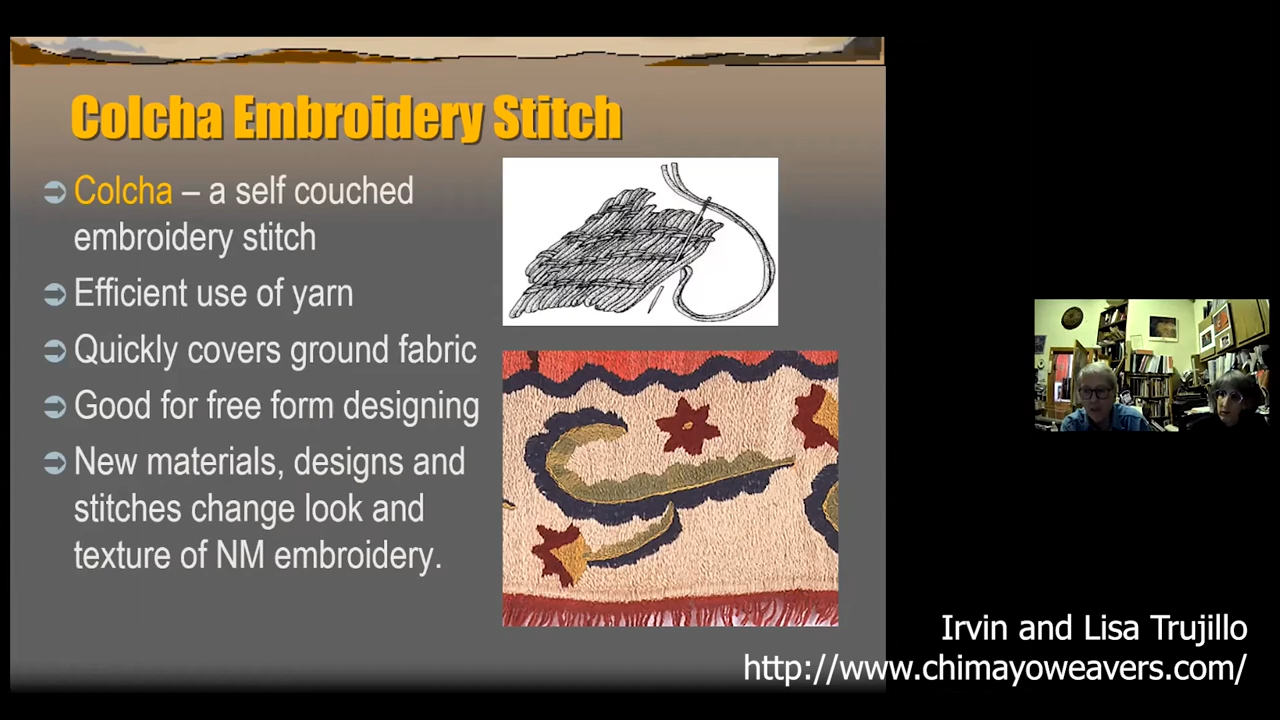 Colcha Embroidery Stitch
Colcha – a self couched
embroidery stitch
Efficient use of yarn
Quickly covers ground fabric
Good for free form designing
New materials, designs and
stitches change look and
texture of NM embroidery.
Irvin and Lisa Trujillo
http://www.chimayoweavers.com/